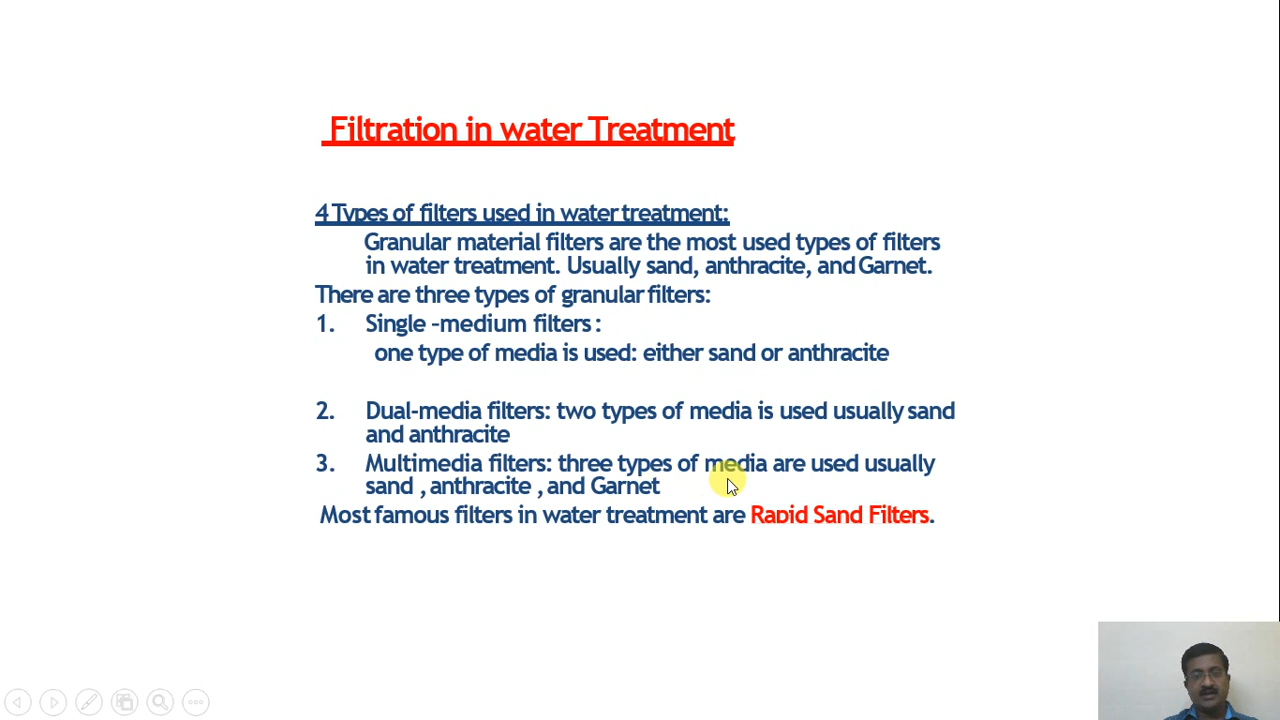 Filtration in water Treatment
4 Types of filters used in water treatment:
Granular material filters are the most used types of filters
in water treatment. Usually sand, anthracite, and Garnet.
There are three types of granular filters:
1. Single –medium filters :
one type of media is used: either sand or anthracite
2. Dual-media filters: two types of media is used usually sand
and anthracite
3. Multimedia filters: three types of media are used usually
sand , anthracite , and Garnet
Most famous filters in water treatment are Rapid Sand Filters.